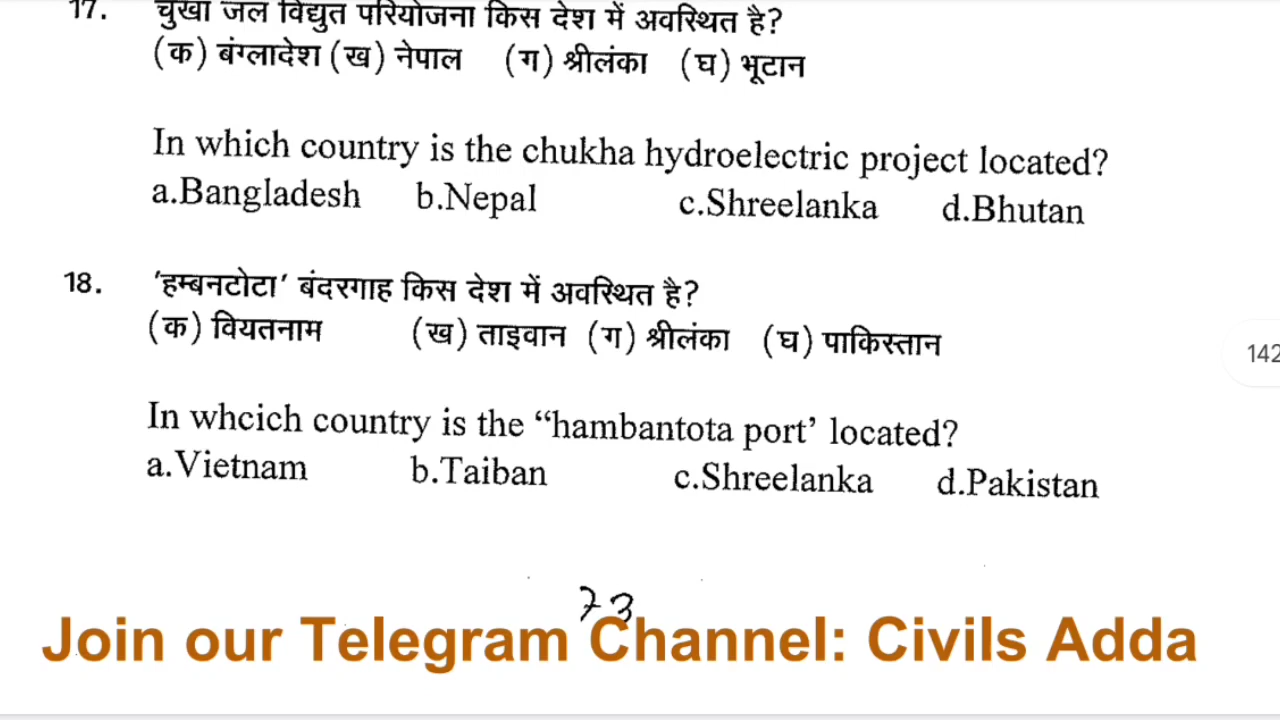 17. चुखा जल विद्युत परियोजना किस देश में अवस्थित है?
(क) बंग्लादेश (ख) नेपाल (ग) श्रीलंका (घ) भूटान
In which country is the chukha hydroelectric project located?
a.Bangladesh b.Nepal c.Shreelanka d.Bhutan
18. 'हम्बनटोटा' बंदरगाह किस देश में अवस्थित है?
(क) वियतनाम (ख) ताइवान (ग) श्रीलंका (घ) पाकिस्तान
142
In whcich country is the “hambantota port’ located?
a.Vietnam b.Taiban c.Shreelanka d.Pakistan
73
Join our Telegram Channel: Civils Adda